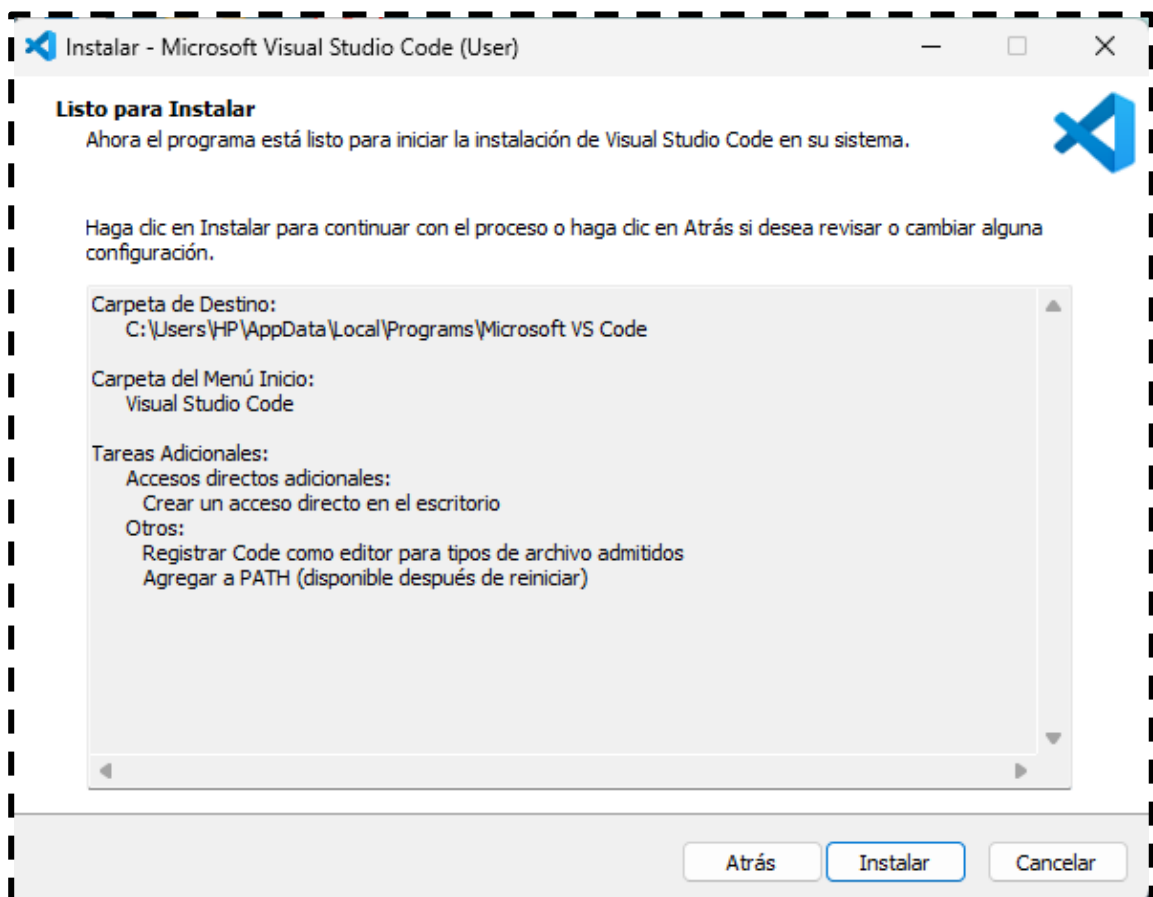 Instalar - Microsoft Visual Studio Code (User)
Listo para Instalar
Ahora el programa está listo para iniciar la instalación de Visual Studio Code en su sistema.
Haga clic en Instalar para continuar con el proceso o haga clic en Atrás si desea revisar o cambiar alguna
configuración.
Carpeta de Destino:
C:\Users\HP\AppData\Local\Programs\Microsoft VS Code
Carpeta del Menú Inicio:
Visual Studio Code
Tareas Adicionales:
Accesos directos adicionales:
Crear un acceso directo en el escritorio
Otros:
Registrar Code como editor para tipos de archivo admitidos
Agregar a PATH (disponible después de reiniciar)
Atrás Instalar Cancelar